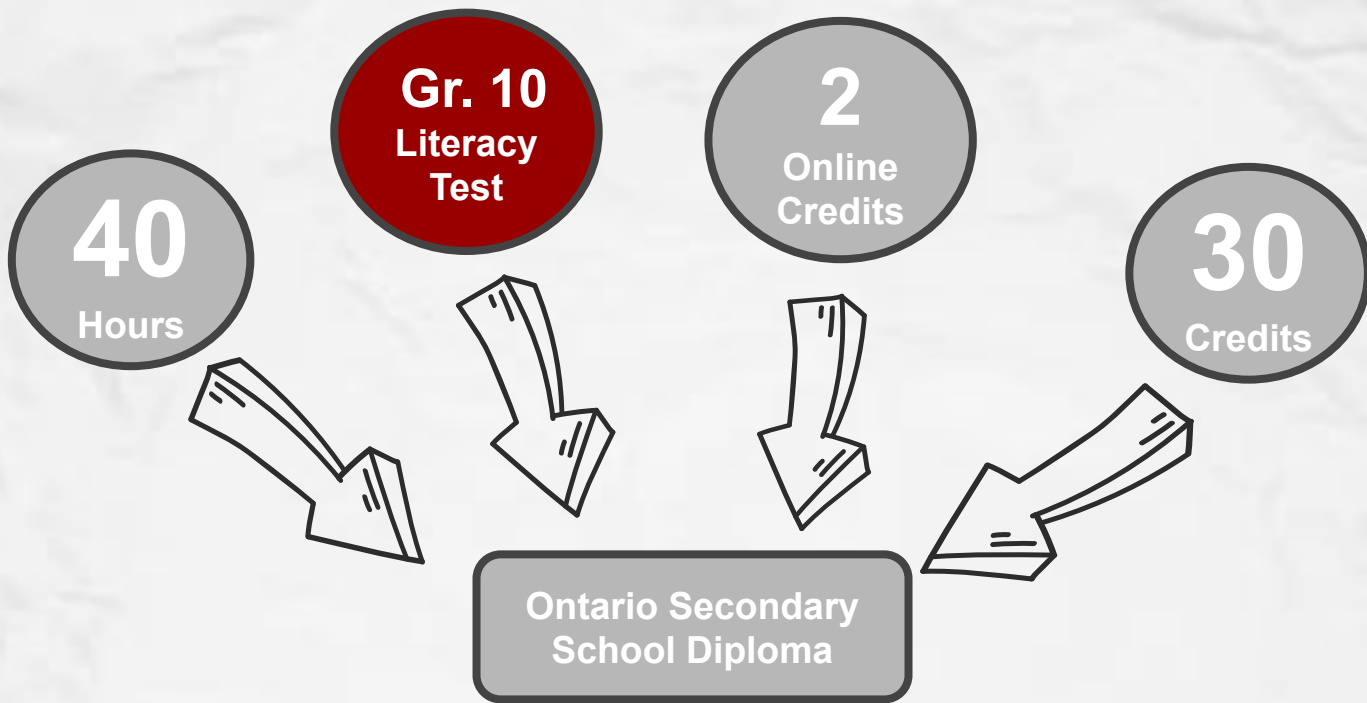 40
Hours
Gr. 10
Literacy
Test
2
Online
Credits
30
Credits
Ontario Secondary
School Diploma